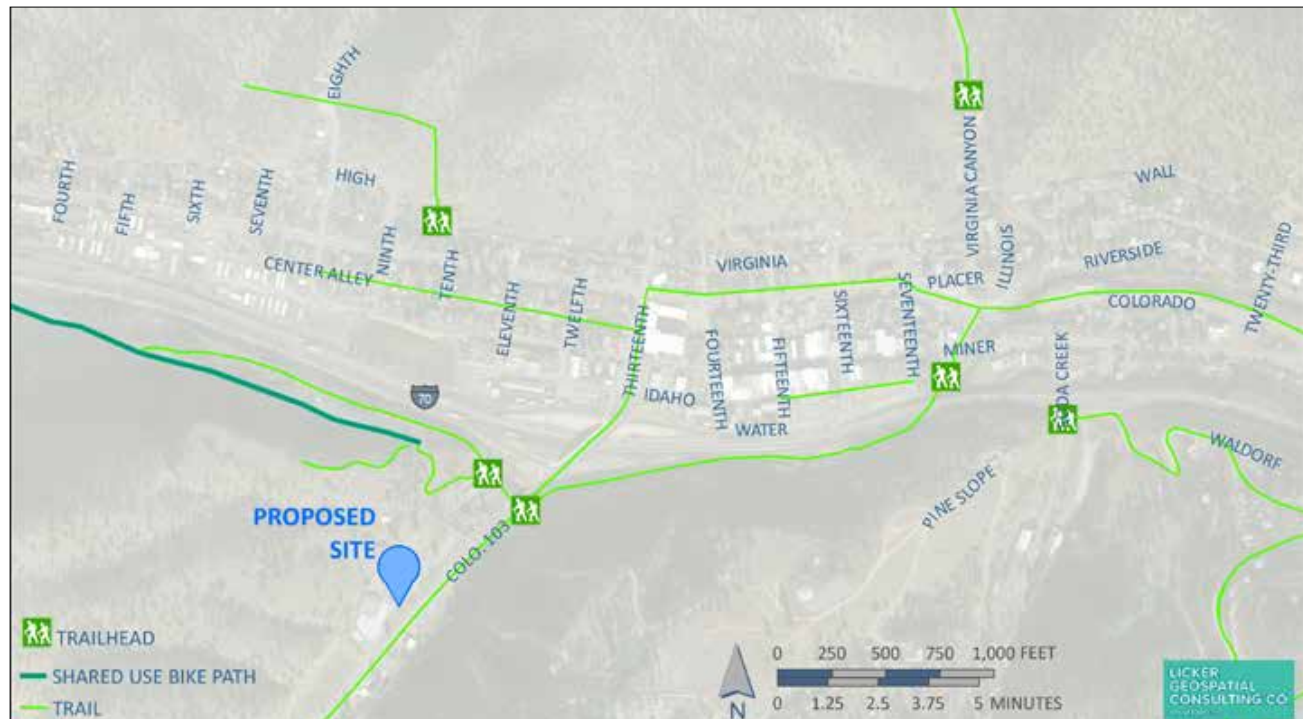 EIGHTH
FOURTH
FIFTH
SIXTH
SEVENTH
HIGH
CENTER ALLEY
NINTH
TENTH
ELEVENTH
TWELFTH
THIRTEENTH
VIRGINIA
FOURTEENTH
FIFTEENTH
SIXTEENTH
SEVENTEENTH
VIRGINIA CANYON
PLACER
ILLINOIS
WALL
RIVERSIDE
COLORADO
TWENTY-THIRD
MINER
IDAHO
WATER
70
WALDORF
PINE SLOPE
COLO. 103
PROPOSED
SITE
TRAILHEAD
SHARED USE BIKE PATH
TRAIL
N
0 250 500 750 1,000 FEET
0 1.25 2.5 3.75 5 MINUTES
LICKER
GEOSPATIAL
CONSULTING CO